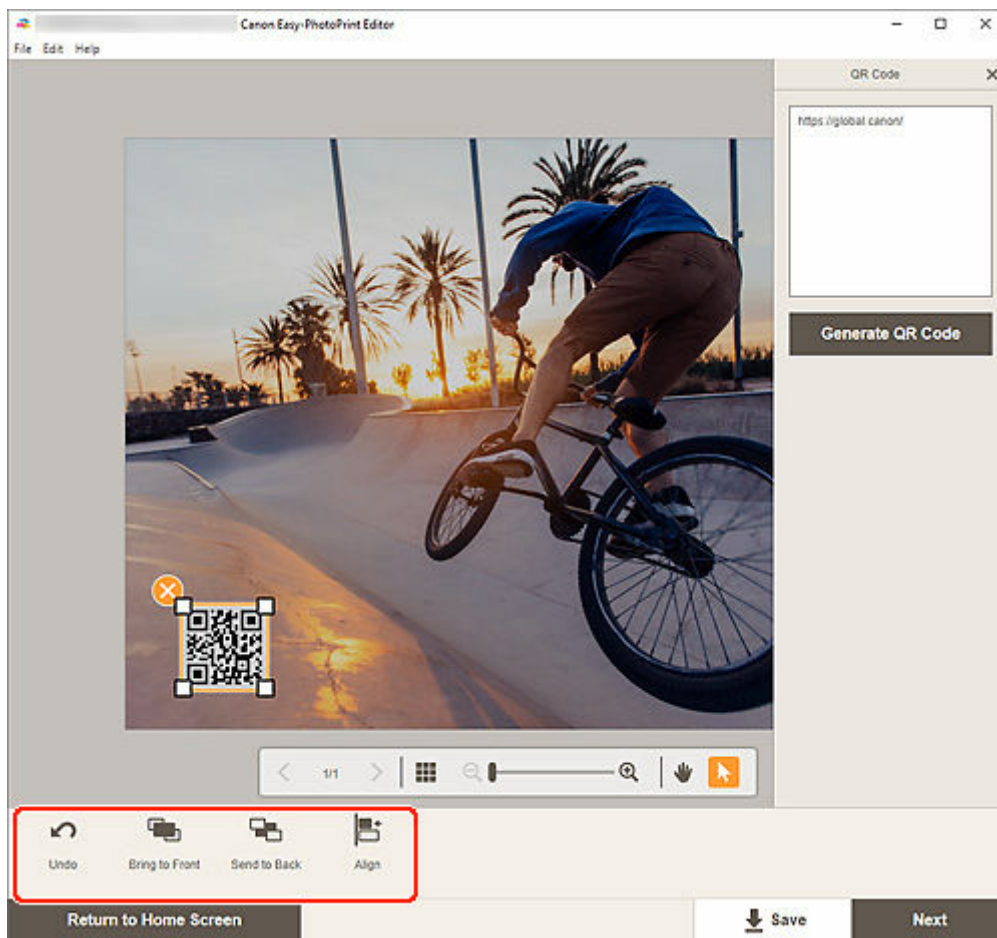 Canon Easy-PhotoPrint Editor
File Edit Help
QR Code
https://global.canon/
Generate QR Code
1/1
Undo Bring to Front Send to Back Align
Return to Home Screen Save Next